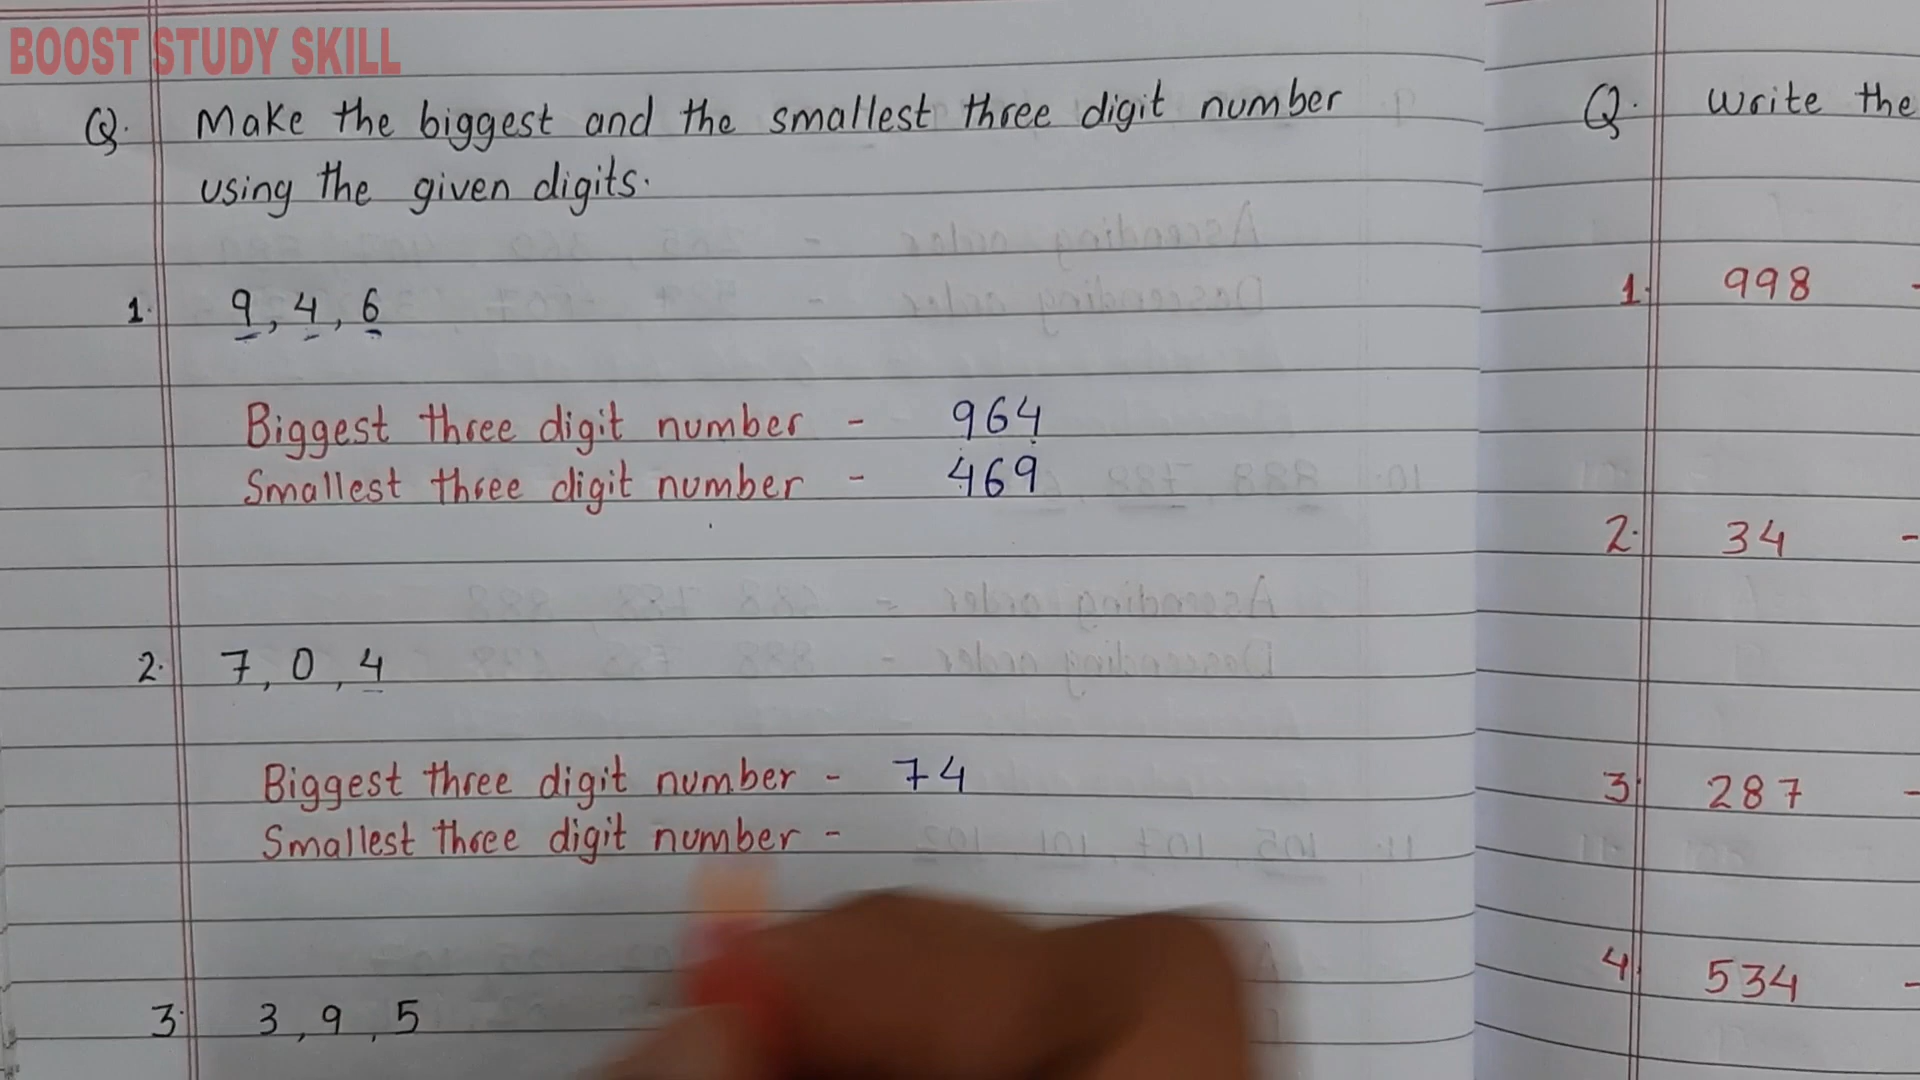 BOOST STUDY SKILL
Q. Make the biggest and the smallest three digit number
using the given digits.
1. 9, 4, 6
Biggest three digit number - 964
Smallest three digit number - 469
2. 7, 0, 4
Biggest three digit number - 74
Smallest three digit number -
3. 3, 9, 5
Q. Write the
1. 998 -
2. 34 -
3. 287 -
4. 534 -